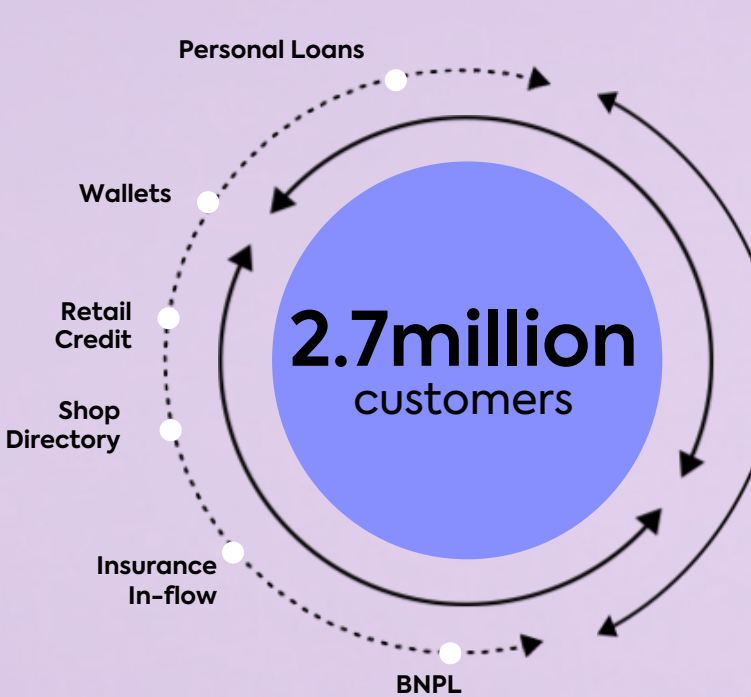 Personal Loans
Wallets
Retail
Credit
2.7million
customers
Shop
Directory
Insurance
In-flow
BNPL